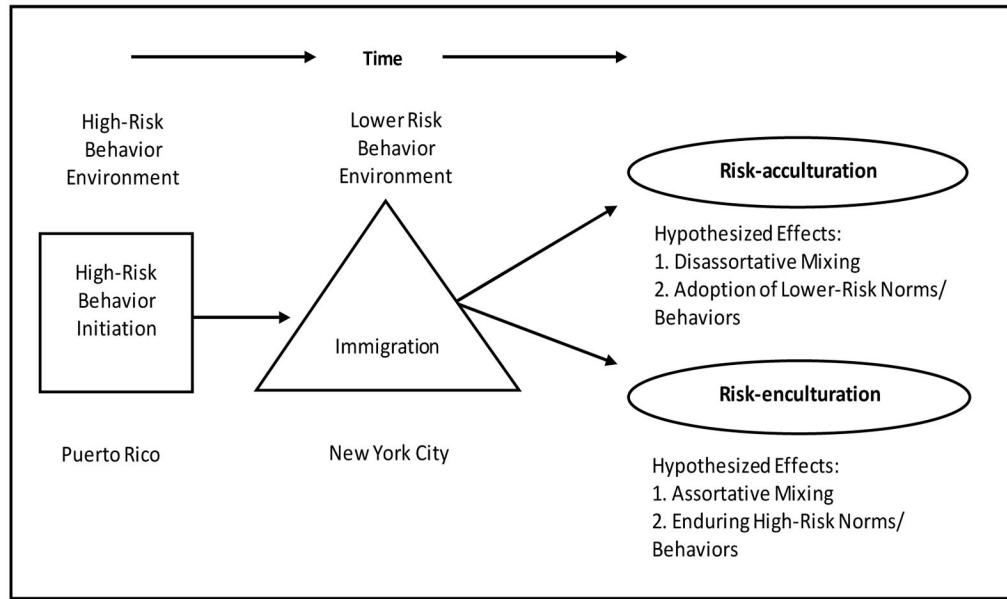 Time
High-Risk
Behavior
Environment
Lower Risk
Behavior
Environment
High-Risk
Behavior
Initiation
Immigration
Puerto Rico
New York City
Risk-acculturation
Hypothesized Effects:
1. Disassortative Mixing
2. Adoption of Lower-Risk Norms/
Behaviors
Risk-enculturation
Hypothesized Effects:
1. Assortative Mixing
2. Enduring High-Risk Norms/
Behaviors